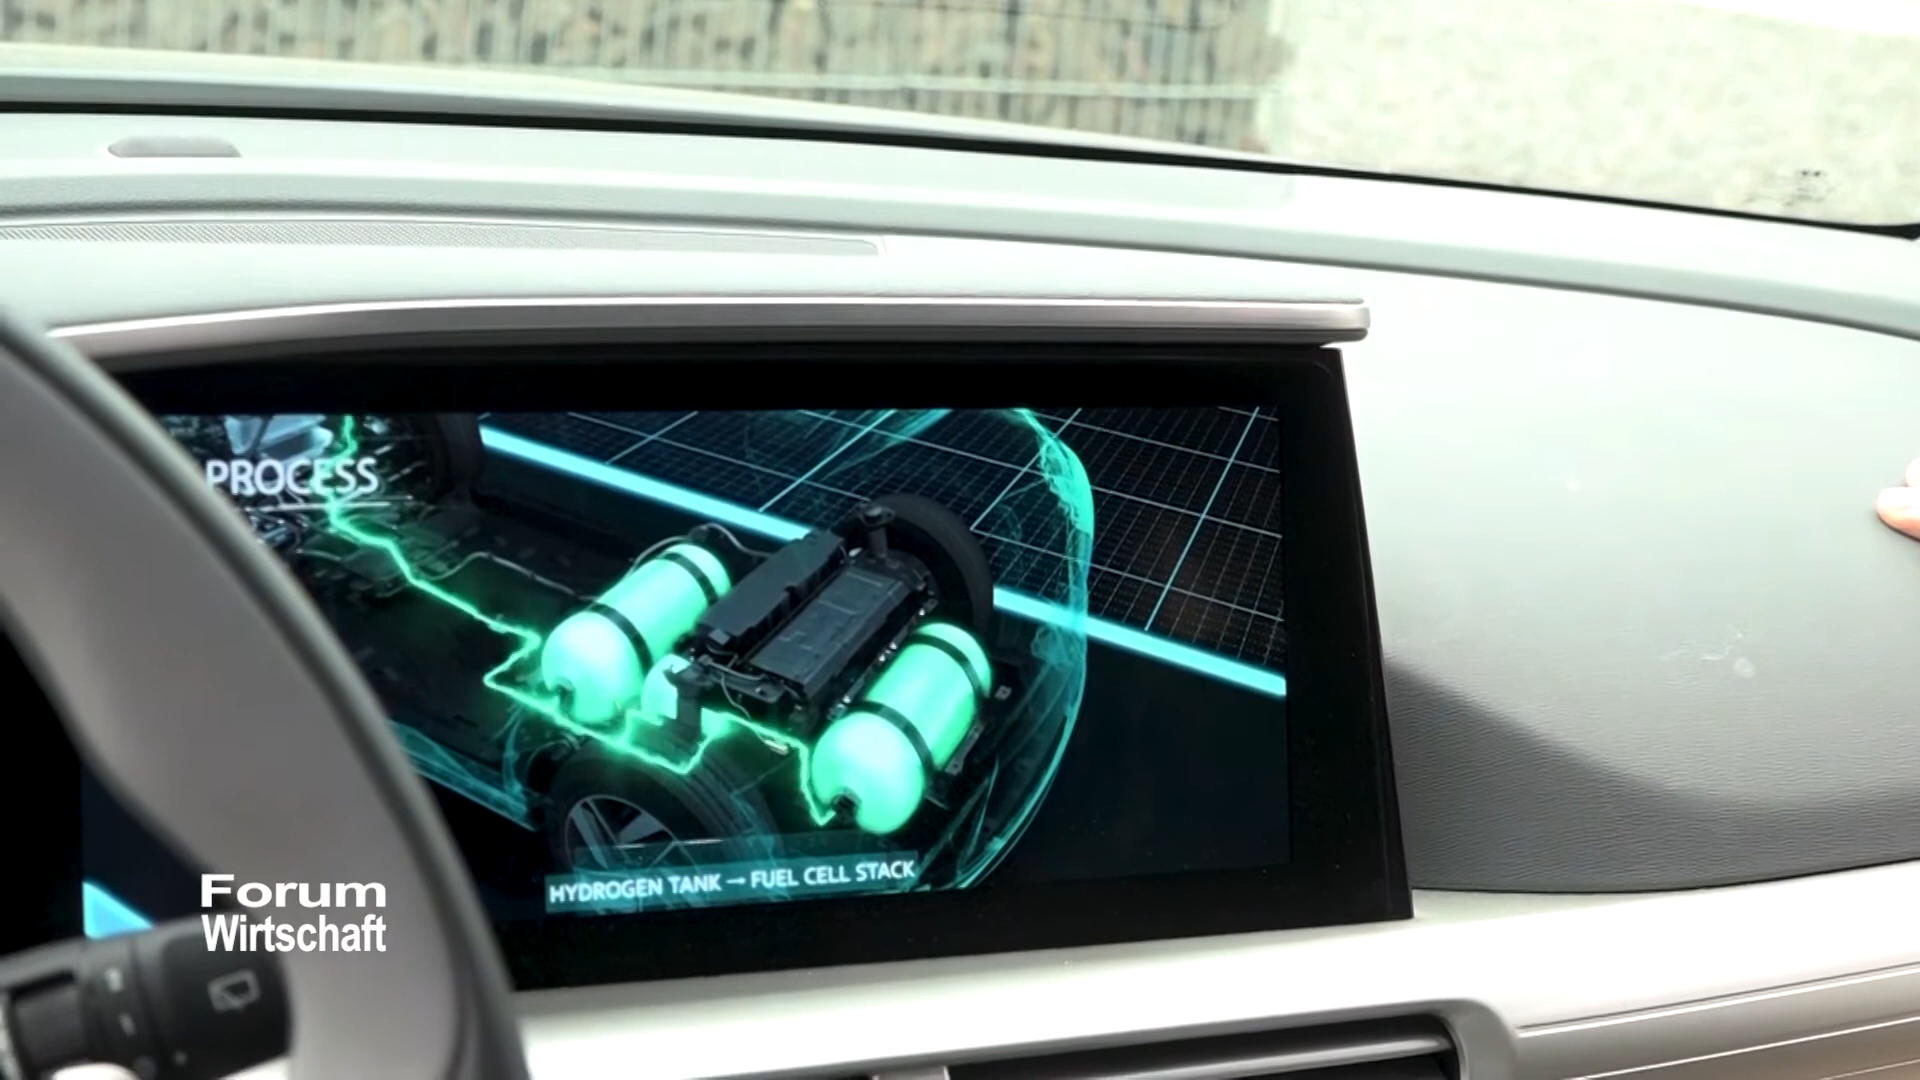 PROCESS
HYDROGEN TANK → FUEL CELL STACK
Forum
Wirtschaft